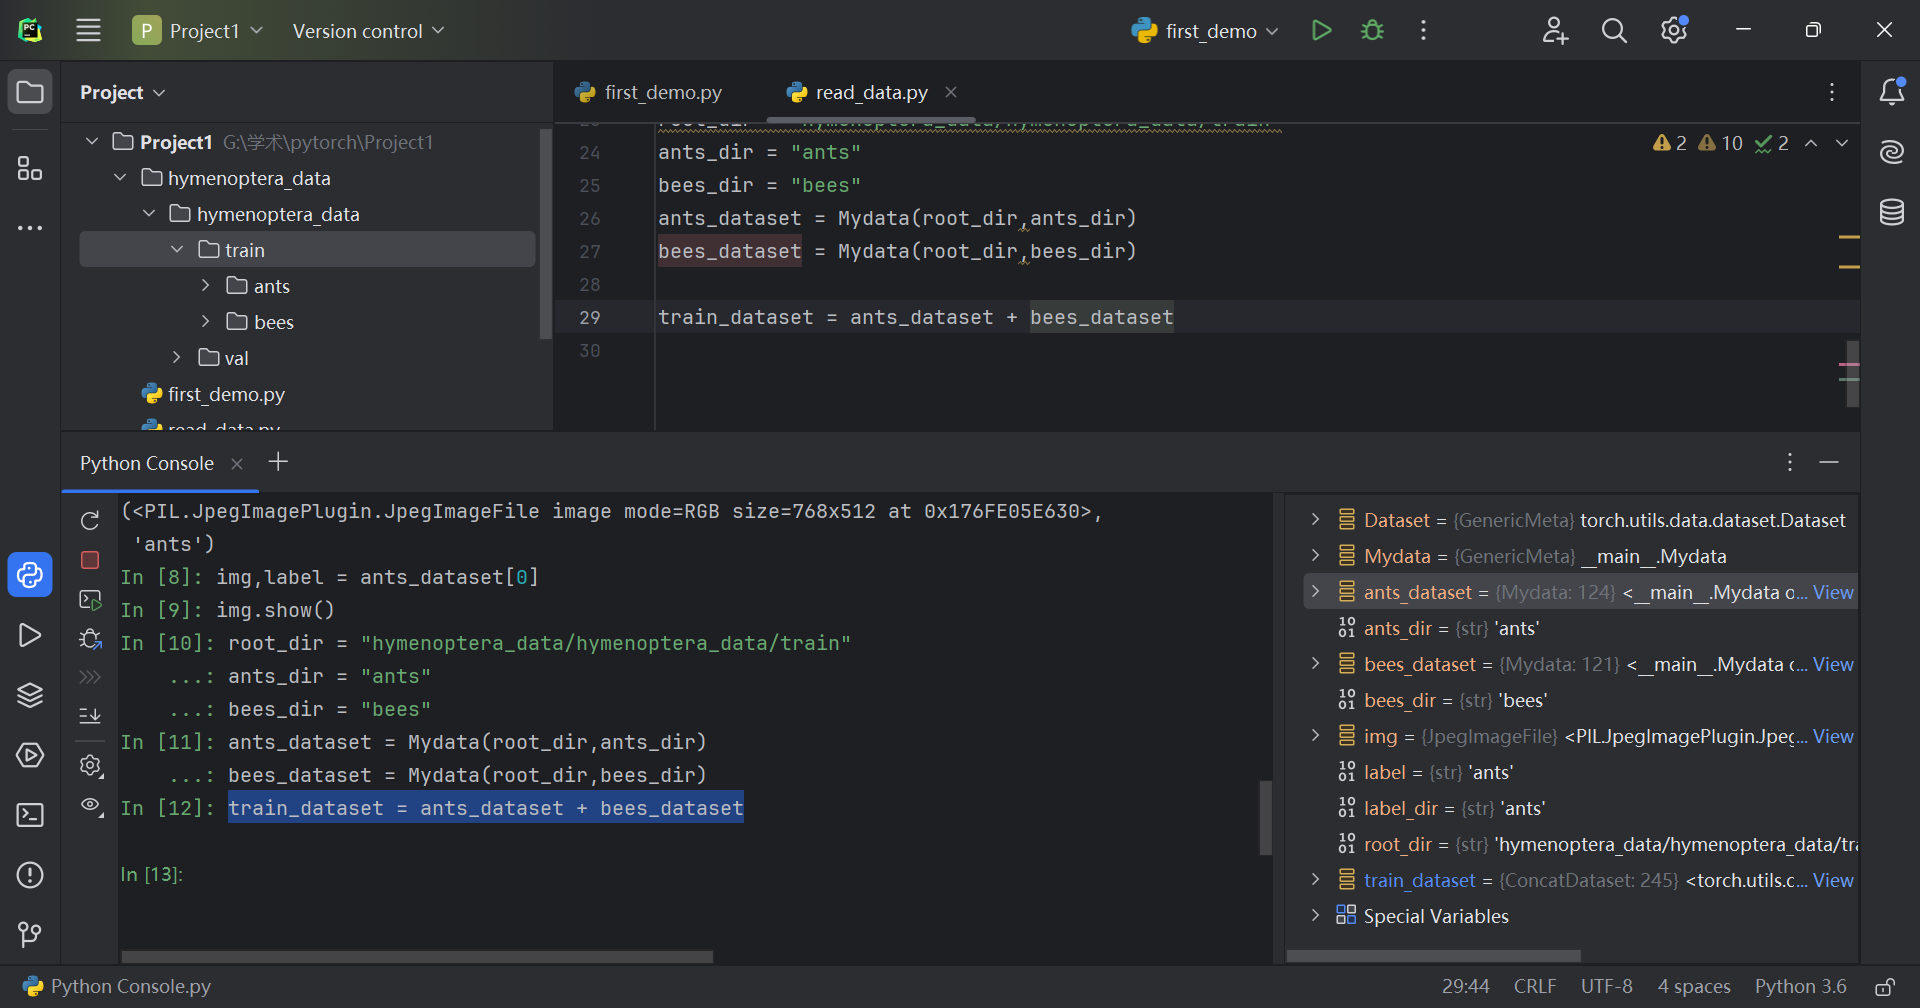 P Project1 Version control first_demo
Project
Project1 G:\学术\pytorch\Project1
hymenoptera_data
hymenoptera_data
train
ants
bees
val
first_demo.py
read_data.py
first_demo.py read_data.py
2 10 2
root_dir = "hymenoptera_data/hymenoptera_data/train"
24 ants_dir = "ants"
25 bees_dir = "bees"
26 ants_dataset = Mydata(root_dir,ants_dir)
27 bees_dataset = Mydata(root_dir,bees_dir)
28
29 train_dataset = ants_dataset + bees_dataset
30
Python Console
(<PIL.JpegImagePlugin.JpegImageFile image mode=RGB size=768x512 at 0x176FE05E630>,
'ants')
In [8]: img,label = ants_dataset[0]
In [9]: img.show()
In [10]: root_dir = "hymenoptera_data/hymenoptera_data/train"
...: ants_dir = "ants"
...: bees_dir = "bees"
In [11]: ants_dataset = Mydata(root_dir,ants_dir)
...: bees_dataset = Mydata(root_dir,bees_dir)
In [12]: train_dataset = ants_dataset + bees_dataset
In [13]:
Dataset = {GenericMeta} torch.utils.data.dataset.Dataset
Mydata = {GenericMeta} __main__.Mydata
ants_dataset = {Mydata: 124} <__main__.Mydata o... View
ants_dir = {str} 'ants'
bees_dataset = {Mydata: 121} <__main__.Mydata o... View
bees_dir = {str} 'bees'
img = {JpegImageFile} <PIL.JpegImagePlugin.Jpeg... View
label = {str} 'ants'
label_dir = {str} 'ants'
root_dir = {str} 'hymenoptera_data/hymenoptera_data/tra
train_dataset = {ConcatDataset: 245} <torch.utils.c... View
Special Variables
Python Console.py 29:44 CRLF UTF-8 4 spaces Python 3.6